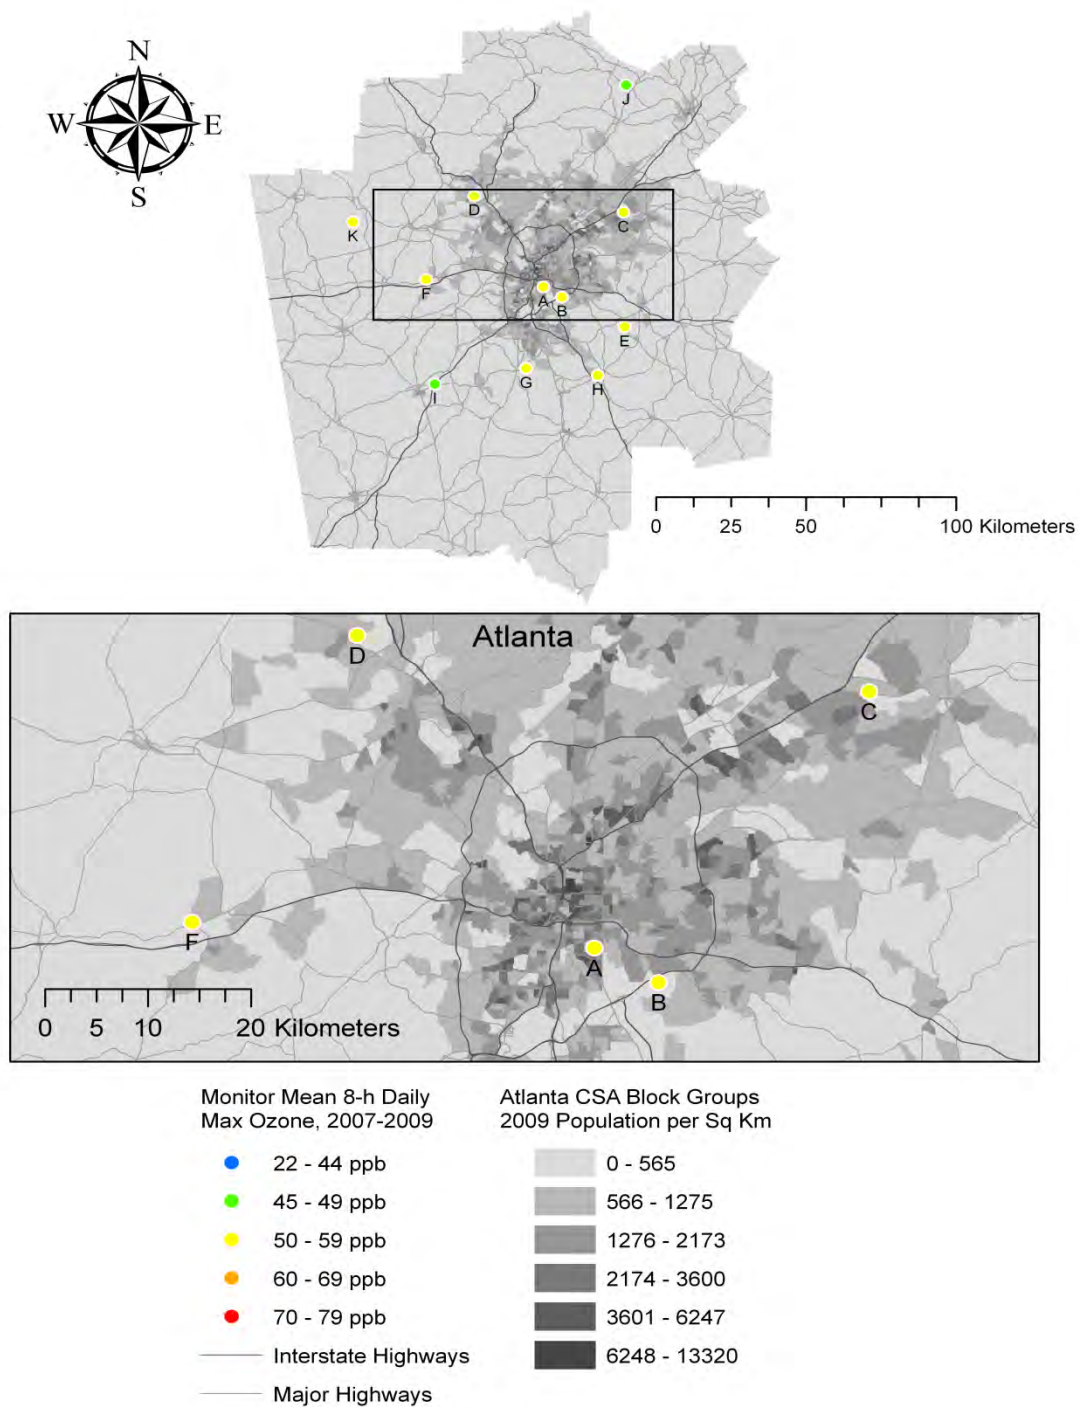 N
W E
S
J
D
C
K
F
A
B
E
G
H
I
0 25 50 100 Kilometers
Atlanta
D
C
F
A
B
0 5 10 20 Kilometers
Monitor Mean 8-h Daily
Max Ozone, 2007-2009
22 - 44 ppb
45 - 49 ppb
50 - 59 ppb
60 - 69 ppb
70 - 79 ppb
Interstate Highways
Major Highways
Atlanta CSA Block Groups
2009 Population per Sq Km
0 - 565
566 - 1275
1276 - 2173
2174 - 3600
3601 - 6247
6248 - 13320